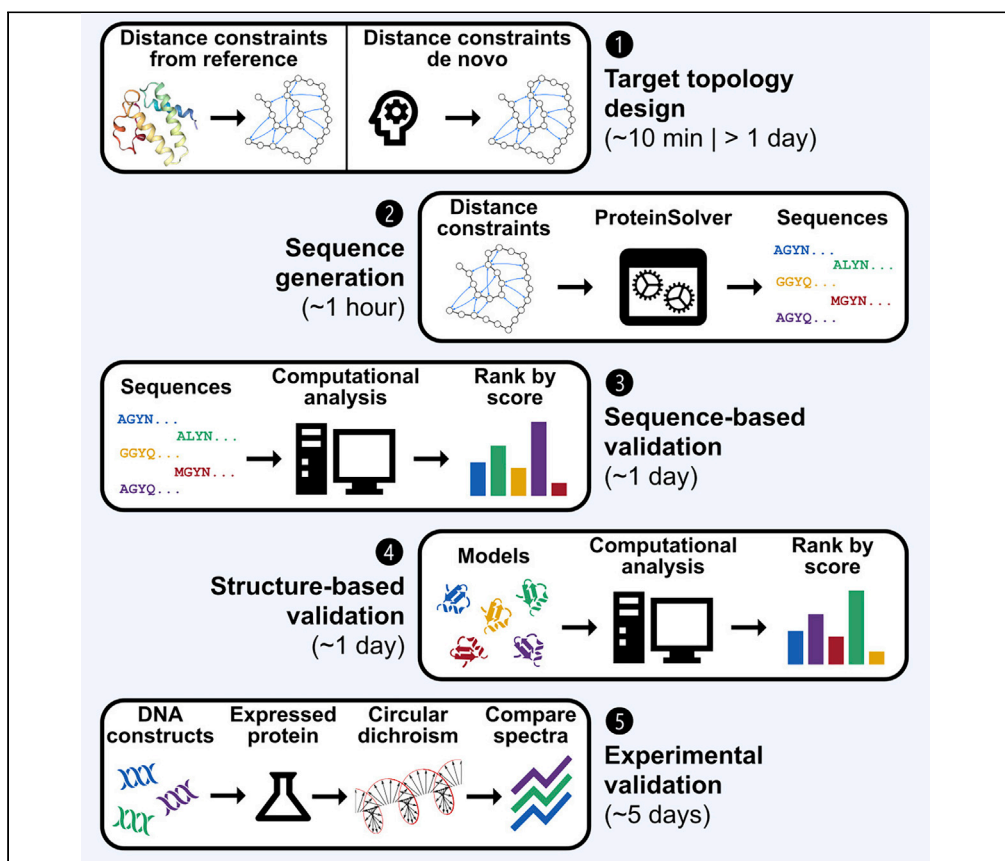 Distance constraints
from reference
Distance constraints
de novo
1
Target topology
design
(~10 min | > 1 day)
2
Sequence
generation
(~1 hour)
Distance
constraints
ProteinSolver
Sequences
AGYN...
ALYN...
GGYQ...
MGYN...
AGYQ...
Sequences
AGYN...
ALYN...
GGYQ...
MGYN...
AGYQ...
Computational
analysis
Rank by
score
3
Sequence-based
validation
(~1 day)
4
Structure-based
validation
(~1 day)
Models
Computational
analysis
Rank by
score
DNA
constructs
Expressed
protein
Circular
dichroism
Compare
spectra
5
Experimental
validation
(~5 days)